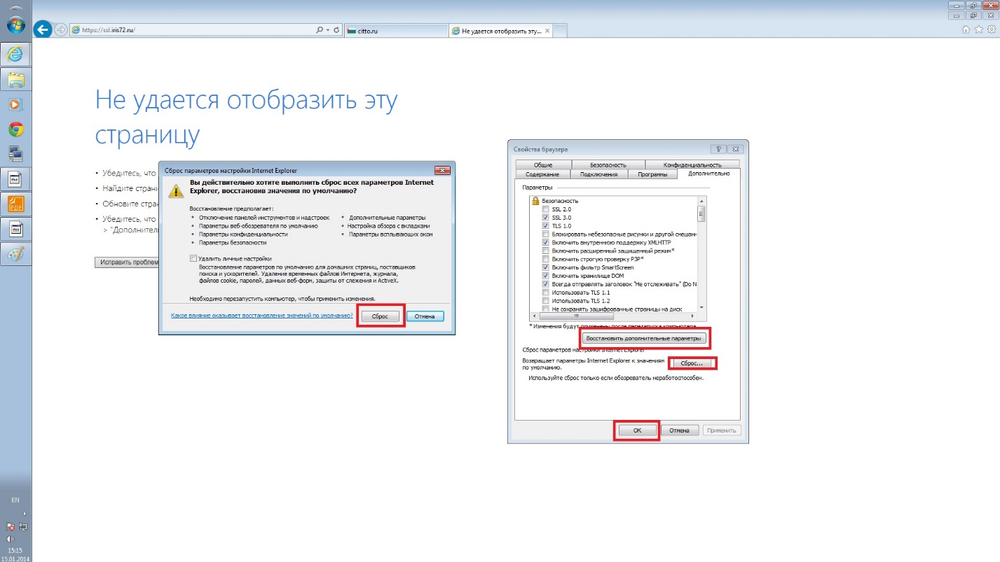 https://ssl.iris72.ru/
citto.ru
Не удается отобразить эту...
Не удается отобразить эту
страницу
Убедитесь, что
Найдите
Обновите
Убедитесь, что
> "Дополнител
Исправить проблем
Сброс параметров настройки Internet Explorer
Вы действительно хотите выполнить сброс всех параметров Internet
Explorer, восстановив значения по умолчанию?
Восстановление предполагает:
Отключение панелей инструментов и надстроек
Параметры веб-обозревателя по умолчанию
Параметры конфиденциальности
Параметры безопасности
Дополнительные параметры
Настройка обзора с вкладками
Параметры всплывающих окон
Удалить личные настройки
Восстановление параметров по умолчанию для домашних страниц, поставщиков
поиска и ускорителей. Удаление временных файлов Интернета, журнала,
файлов cookie, паролей, данных веб-форм, защиты от слежения и ActiveX.
Необходимо перезапустить компьютер, чтобы применить изменения.
Какое влияние оказывает восстановление значений по умолчанию?
Сброс
Отмена
Свойства браузера
Общие
Безопасность
Конфиденциальность
Содержание
Подключения
Программы
Дополнительно
Параметры
Безопасность
SSL 2.0
SSL 3.0
TLS 1.0
Блокировать небезопасные рисунки и другой смешанн
Включить внутреннюю поддержку XMLHTTP
Включить расширенный защищенный режим*
Включить строгую проверку P3P*
Включить фильтр SmartScreen
Включить хранилище DOM
Всегда отправлять заголовок "Не отслеживать" (Do N
Использовать TLS 1.1
Использовать TLS 1.2
Не сохранять зашифрованные страницы на диск
*Изменения будут применены после перезапуска компьютера
Восстановить дополнительные параметры
Сброс параметров настройки Internet Explorer
Возвращает параметры Internet Explorer к значениям
по умолчанию.
Сброс...
Используйте сброс только если обозреватель неработоспособен.
ОК
Отмена
Применить
PDF
EN
15:15
15.01.2014